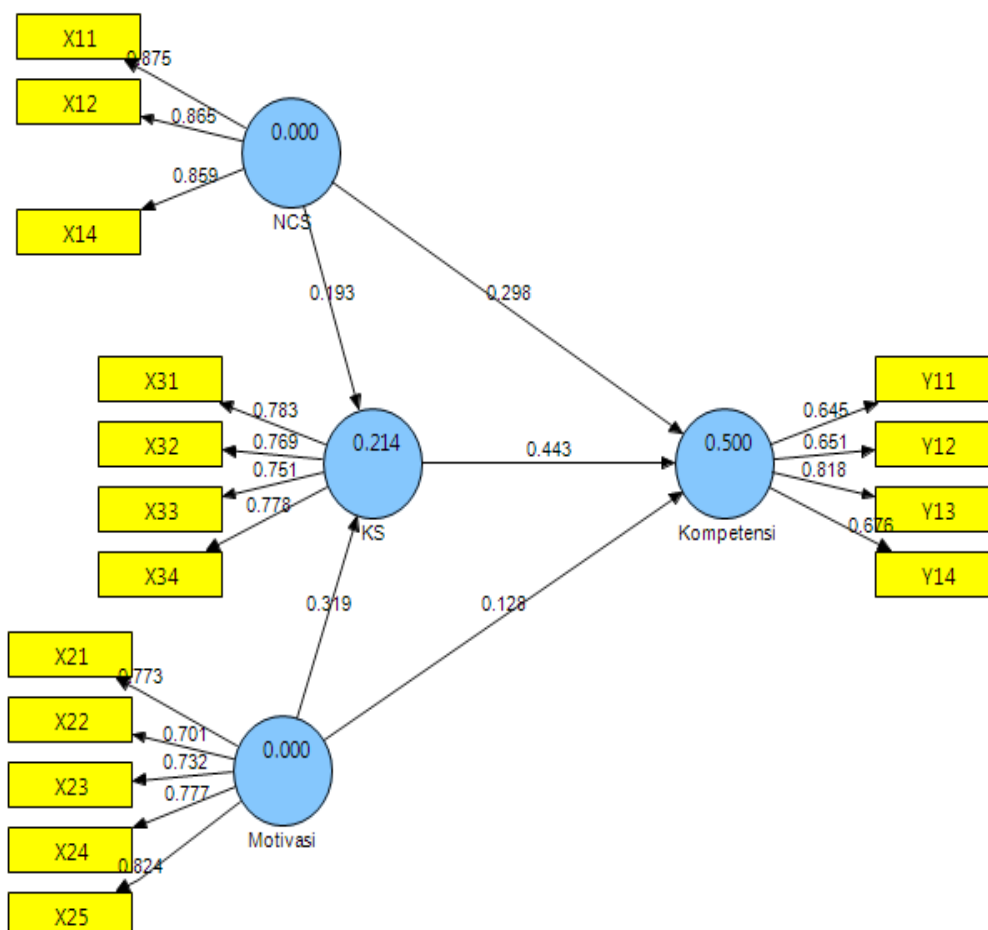 X11
0.875
X12
0.865
0.859
X14
0.000
NCS
0.193
0.298
X31
0.783
X32
0.769
X33
0.751
0.778
X34
0.214
KS
0.443
0.500
Kompetensi
Y11
0.645
Y12
0.651
0.818
Y13
0.676
Y14
0.319
0.128
X21
0.773
X22
0.701
X23
0.732
0.777
X24
0.824
X25
0.000
Motivasi